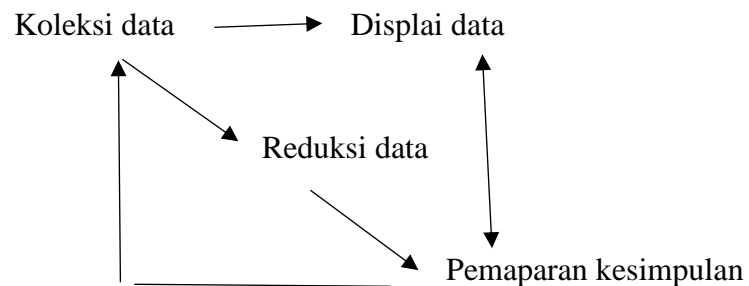 Koleksi data
Displai data
Reduksi data
Pemaparan kesimpulan